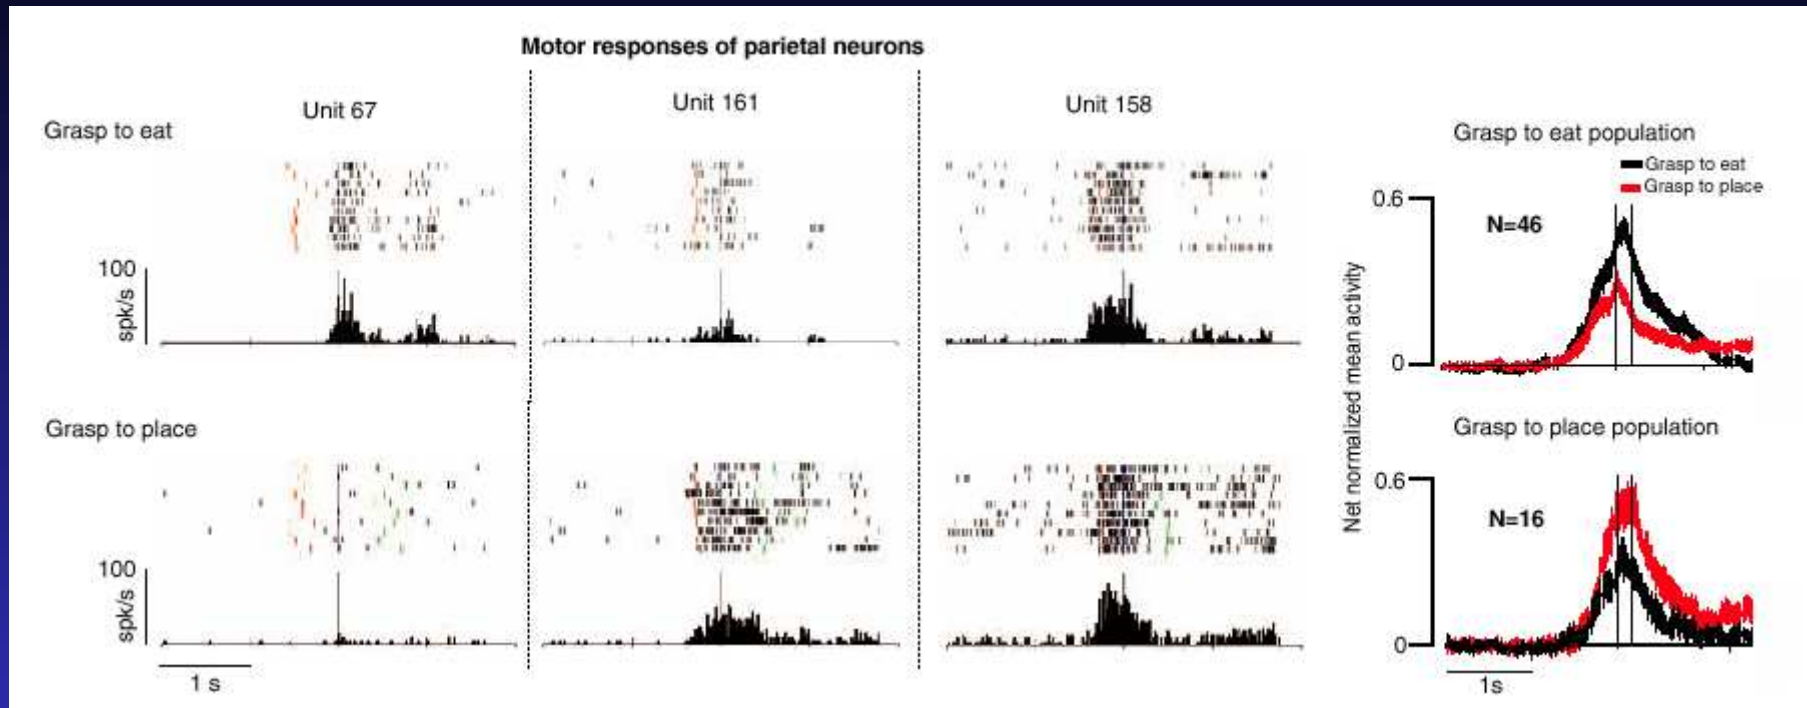 Motor responses of parietal neurons
Unit 67
Unit 161
Unit 158
Grasp to eat
100
spk/s
Grasp to place
100
spk/s
1 s
Grasp to eat population
Grasp to eat
Grasp to place
0.6
N=46
0
Net normalized mean activity
Grasp to place population
0.6
N=16
0
1s